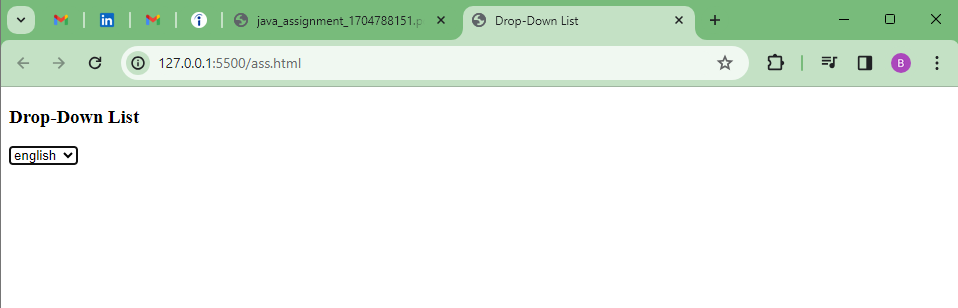 java_assignment_1704788151.p
Drop-Down List
127.0.0.1:5500/ass.html
B
Drop-Down List
english